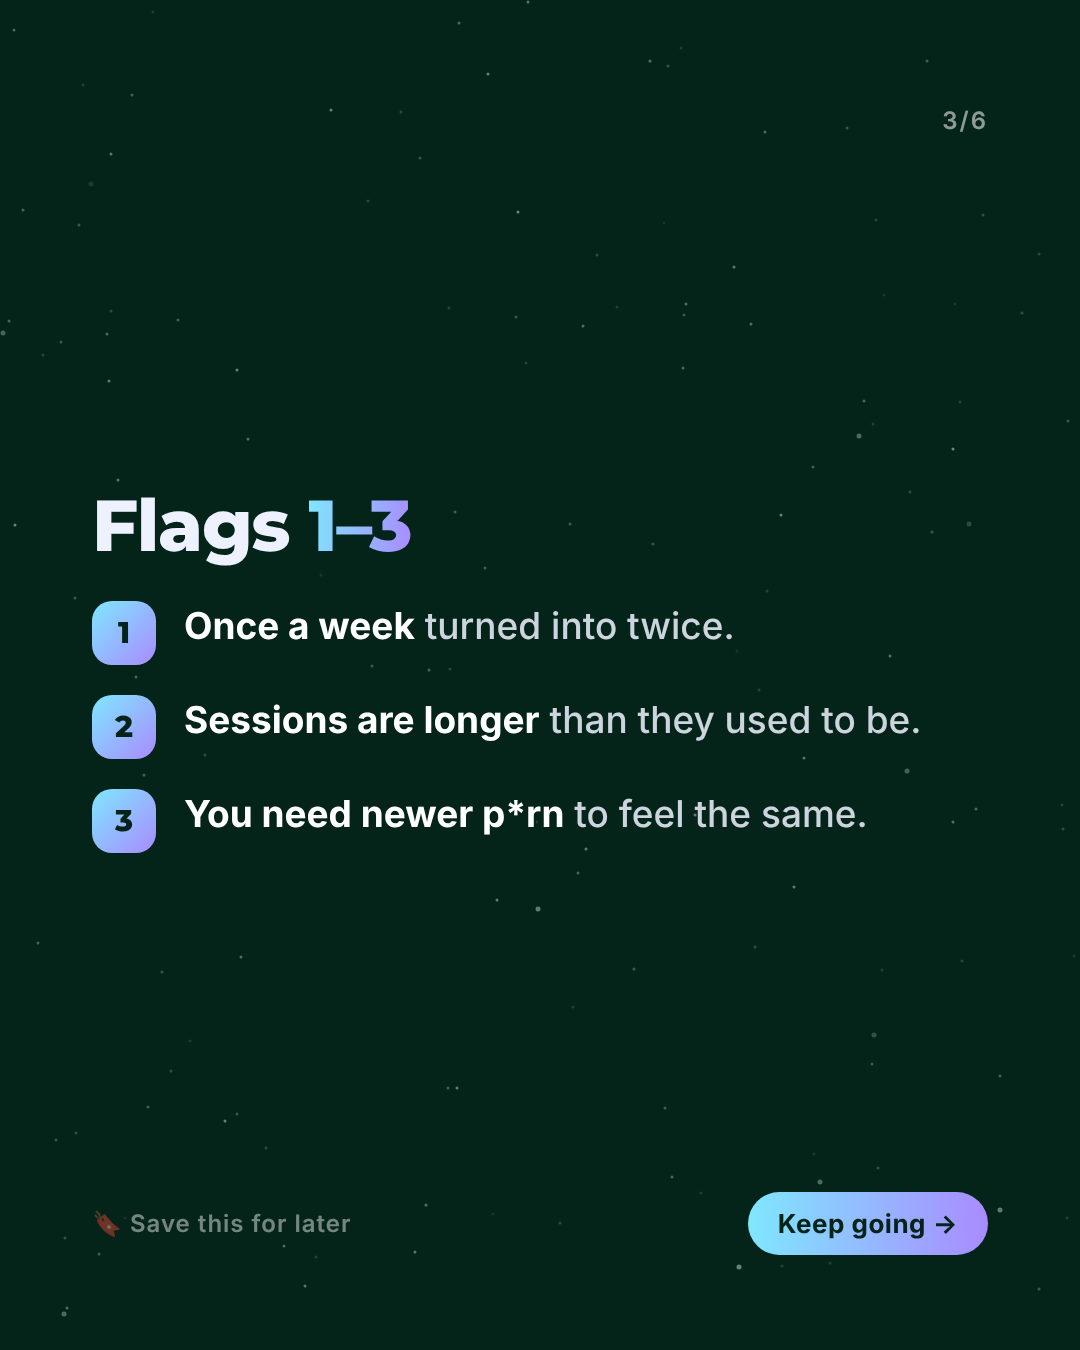 3/6
Flags 1–3
1 Once a week turned into twice.
2 Sessions are longer than they used to be.
3 You need newer p*rn to feel the same.
🔖 Save this for later
Keep going →